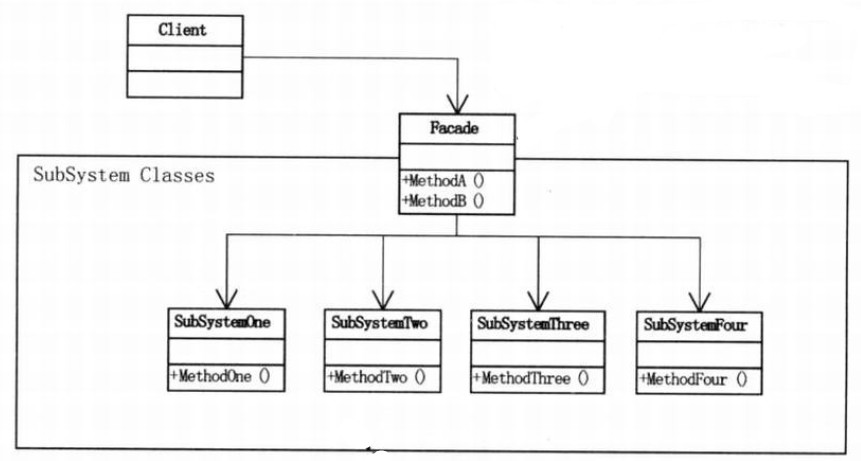 Client
Facade
+MethodA ()
+MethodB ()
SubSystem Classes
SubSystemOne
+MethodOne ()
SubSystemTwo
+MethodTwo ()
SubSystemThree
+MethodThree ()
SubSystemFour
+MethodFour ()